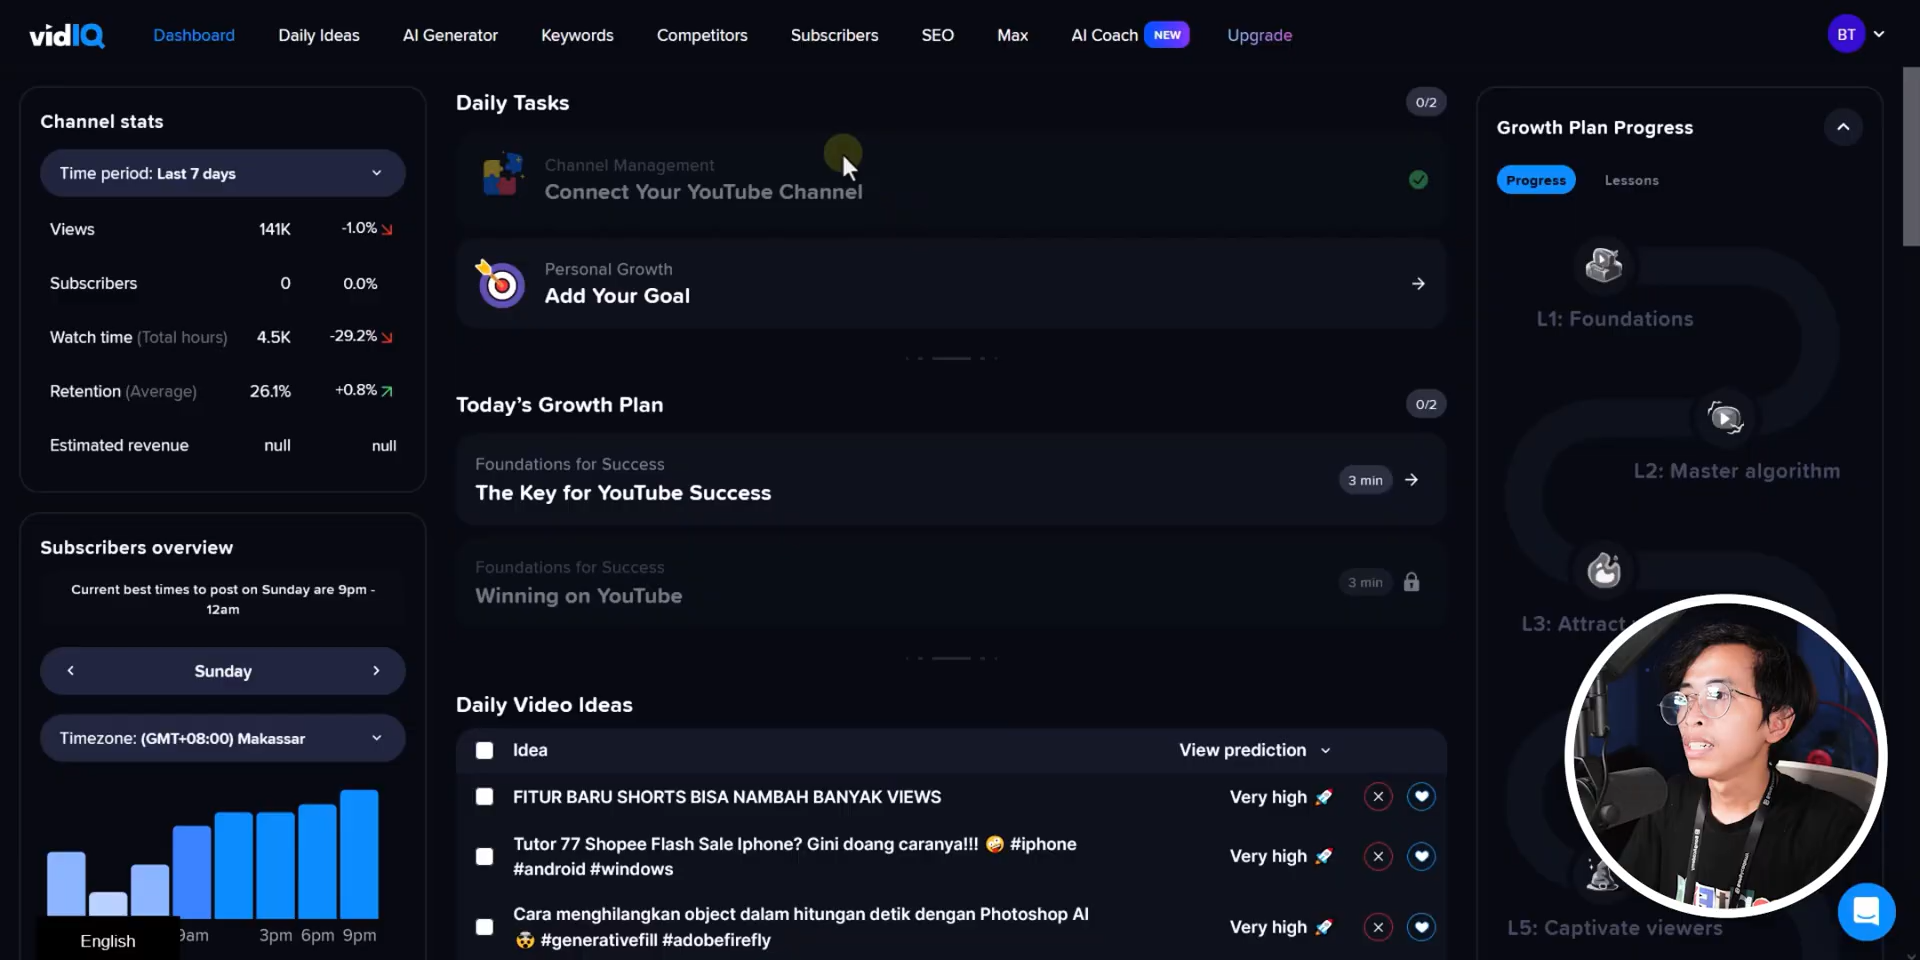 vidIQ
Dashboard
Daily Ideas
AI Generator
Keywords
Competitors
Subscribers
SEO
Max
AI Coach NEW
Upgrade
BT
Channel stats
Time period: Last 7 days
Views 141K -1.0%
Subscribers 0 0.0%
Watch time (Total hours) 4.5K -29.2%
Retention (Average) 26.1% +0.8%
Estimated revenue null null
Subscribers overview
Current best times to post on Sunday are 9pm -
12am
Sunday
Timezone: (GMT+08:00) Makassar
9am 3pm 6pm 9pm
English
Daily Tasks
0/2
Channel Management
Connect Your YouTube Channel
Personal Growth
Add Your Goal
Today's Growth Plan
0/2
Foundations for Success
The Key for YouTube Success
3 min
Foundations for Success
Winning on YouTube
3 min
Daily Video Ideas
Idea
View prediction
FITUR BARU SHORTS BISA NAMBAH BANYAK VIEWS
Very high 🚀
Tutor 77 Shopee Flash Sale Iphone? Gini doang caranya!!! 🤪 #iphone
#android #windows
Very high 🚀
Cara menghilangkan object dalam hitungan detik dengan Photoshop AI
🤯 #generativefill #adobefirefly
Very high 🚀
Growth Plan Progress
Progress
Lessons
L1: Foundations
L2: Master algorithm
L3: Attract
L5: Captivate viewers